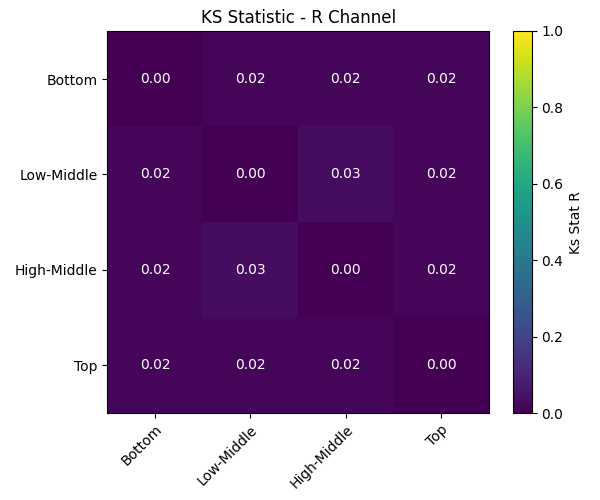 KS Statistic - R Channel
Bottom 0.00 0.02 0.02 0.02
Low-Middle 0.02 0.00 0.03 0.02
High-Middle 0.02 0.03 0.00 0.02
Top 0.02 0.02 0.02 0.00
Bottom Low-Middle High-Middle Top
1.0
0.8
0.6
0.4
0.2
0.0
Ks Stat R